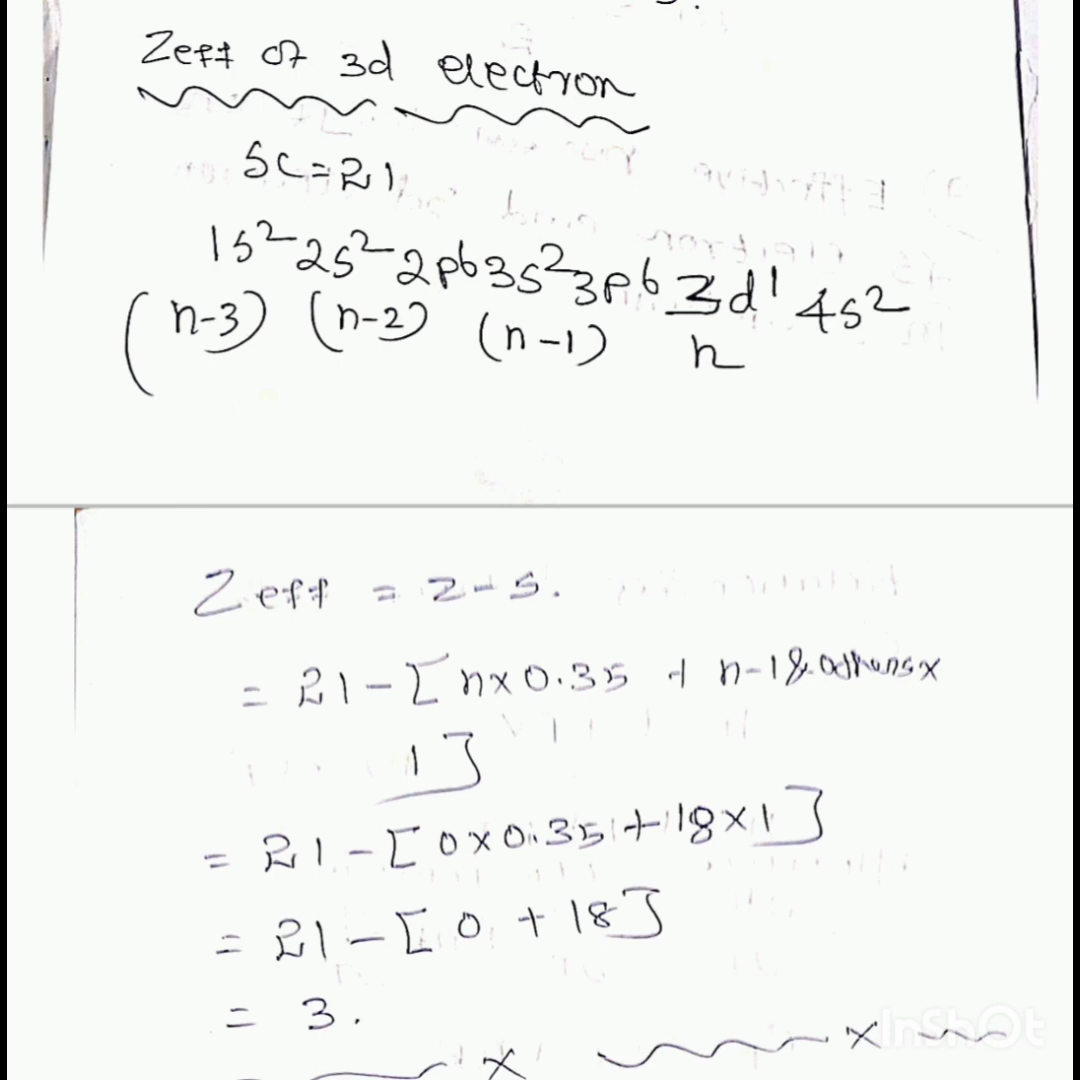 Zeff of 3d electron
Sc=21
1s² 2s² 2p6 3s² 3p6 3d¹ 4s²
(n-3) (n-2) (n-1) n
Zeff = z-s.
= 21-[n×0.35 + n-1 & others×
1]
= 21-[0×0.35+18×1]
= 21-[0+18]
= 3.
× ×
InShOt